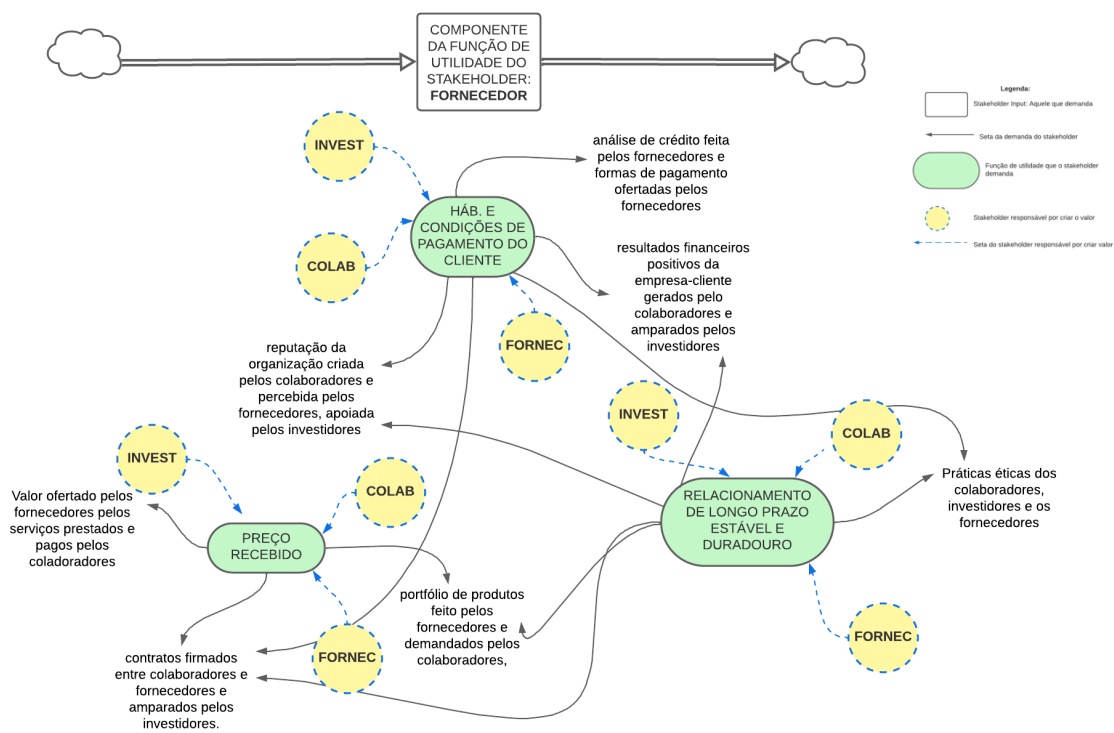 COMPONENTE
DA FUNÇÃO DE
UTILIDADE DO
STAKEHOLDER:
FORNECEDOR
Legenda:
Stakeholder Input: Aquele que demanda
Seta da demanda do stakeholder
Função de utilidade que o stakeholder
demanda
Stakeholder responsável por criar o valor
Seta do stakeholder responsável por criar valor
INVEST
análise de crédito feita
pelos fornecedores e
formas de pagamento
ofertadas pelos
fornecedores
HÁB. E
CONDIÇÕES DE
PAGAMENTO DO
CLIENTE
COLAB
resultados financeiros
positivos da
empresa-cliente
gerados pelo
colaboradores e
amparados pelos
investidores
FORNEC
reputação da
organização criada
pelos colaboradores e
percebida pelos
fornecedores, apoiada
pelos investidores
INVEST
COLAB
INVEST
COLAB
Práticas éticas dos
colaboradores,
investidores e os
fornecedores
Valor ofertado pelos
fornecedores pelos
serviços prestados e
pagos pelos
coladoradores
RELACIONAMENTO
DE LONGO PRAZO
ESTÁVEL E
DURADOURO
PREÇO
RECEBIDO
portfólio de produtos
feito pelos
fornecedores e
demandados pelos
colaboradores,
FORNEC
FORNEC
contratos firmados
entre colaboradores e
fornecedores e
amparados pelos
investidores.